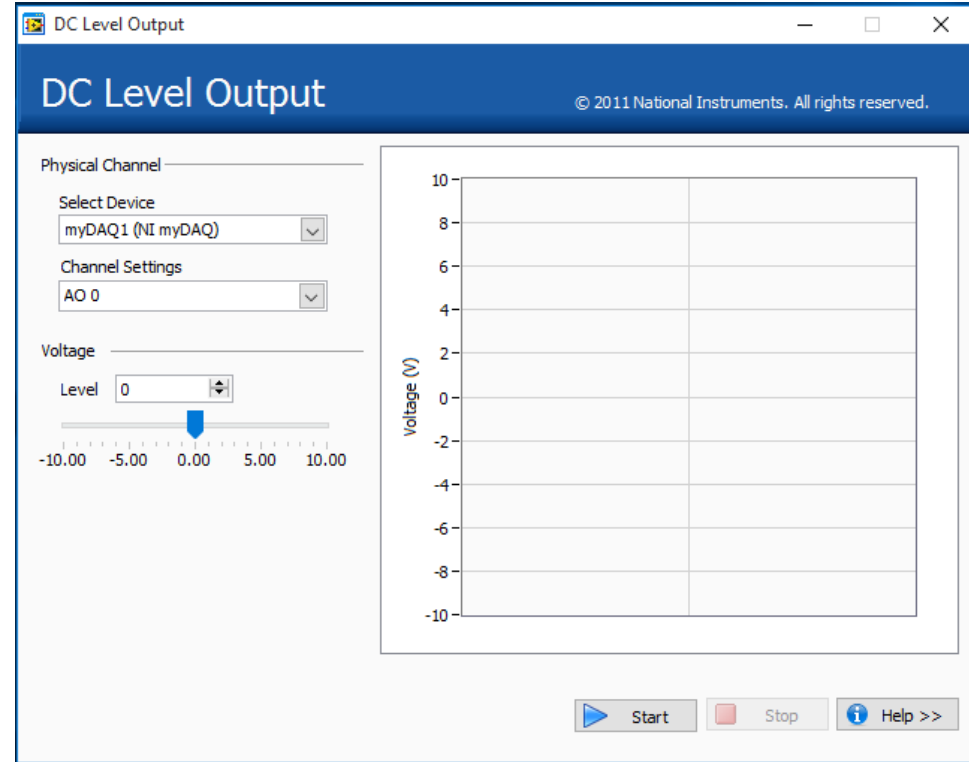 DC Level Output
DC Level Output
© 2011 National Instruments. All rights reserved.
Physical Channel
Select Device
myDAQ1 (NI myDAQ)
Channel Settings
AO 0
Voltage
Level 0
-10.00 -5.00 0.00 5.00 10.00
Voltage (V)
10
8
6
4
2
0
-2
-4
-6
-8
-10
Start Stop Help >>